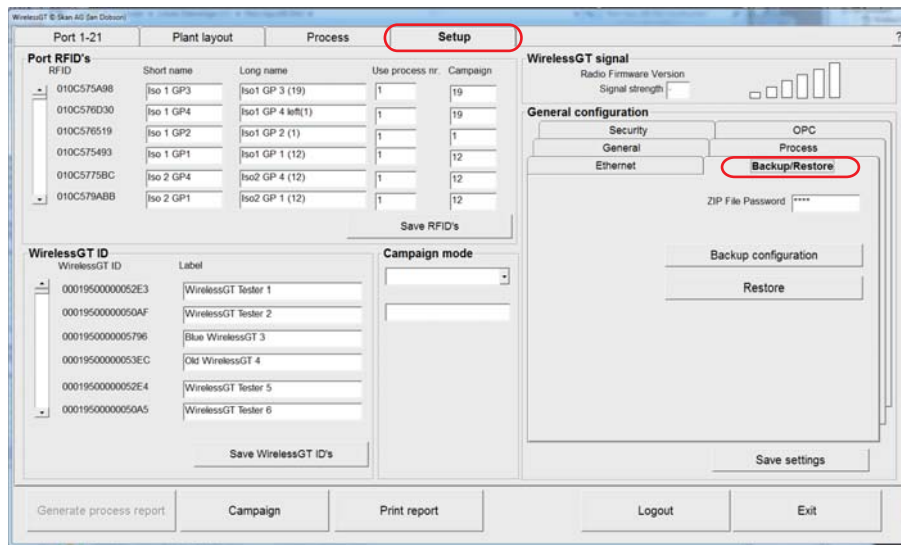 WirelessGT © Skan AG (Ian Dobson)
Port 1-21 Plant layout Process Setup ?
Port RFID's
RFID Short name Long name Use process nr. Campaign
010C575A98 Iso 1 GP3 Iso1 GP 3 (19) 1 19
010C576D30 Iso 1 GP4 Iso1 GP 4 left(1) 1 19
010C576519 Iso 1 GP2 Iso1 GP 2 (1) 1 1
010C575493 Iso 1 GP1 Iso1 GP 1 (12) 1 12
010C5775BC Iso 2 GP4 Iso2 GP 4 (12) 1 12
010C579ABB Iso 2 GP1 Iso2 GP 1 (12) 1 12
Save RFID's
WirelessGT ID
WirelessGT ID Label
00019500000052E3 WirelessGT Tester 1
00019500000050AF WirelessGT Tester 2
0001950000005796 Blue WirelessGT 3
00019500000053EC Old WirelessGT 4
00019500000052E4 WirelessGT Tester 5
00019500000050A5 WirelessGT Tester 6
Save WirelessGT ID's
Campaign mode
WirelessGT signal
Radio Firmware Version
Signal strength -
General configuration
Security OPC
General Process
Ethernet Backup/Restore
ZIP File Password ****
Backup configuration
Restore
Save settings
Generate process report Campaign Print report Logout Exit